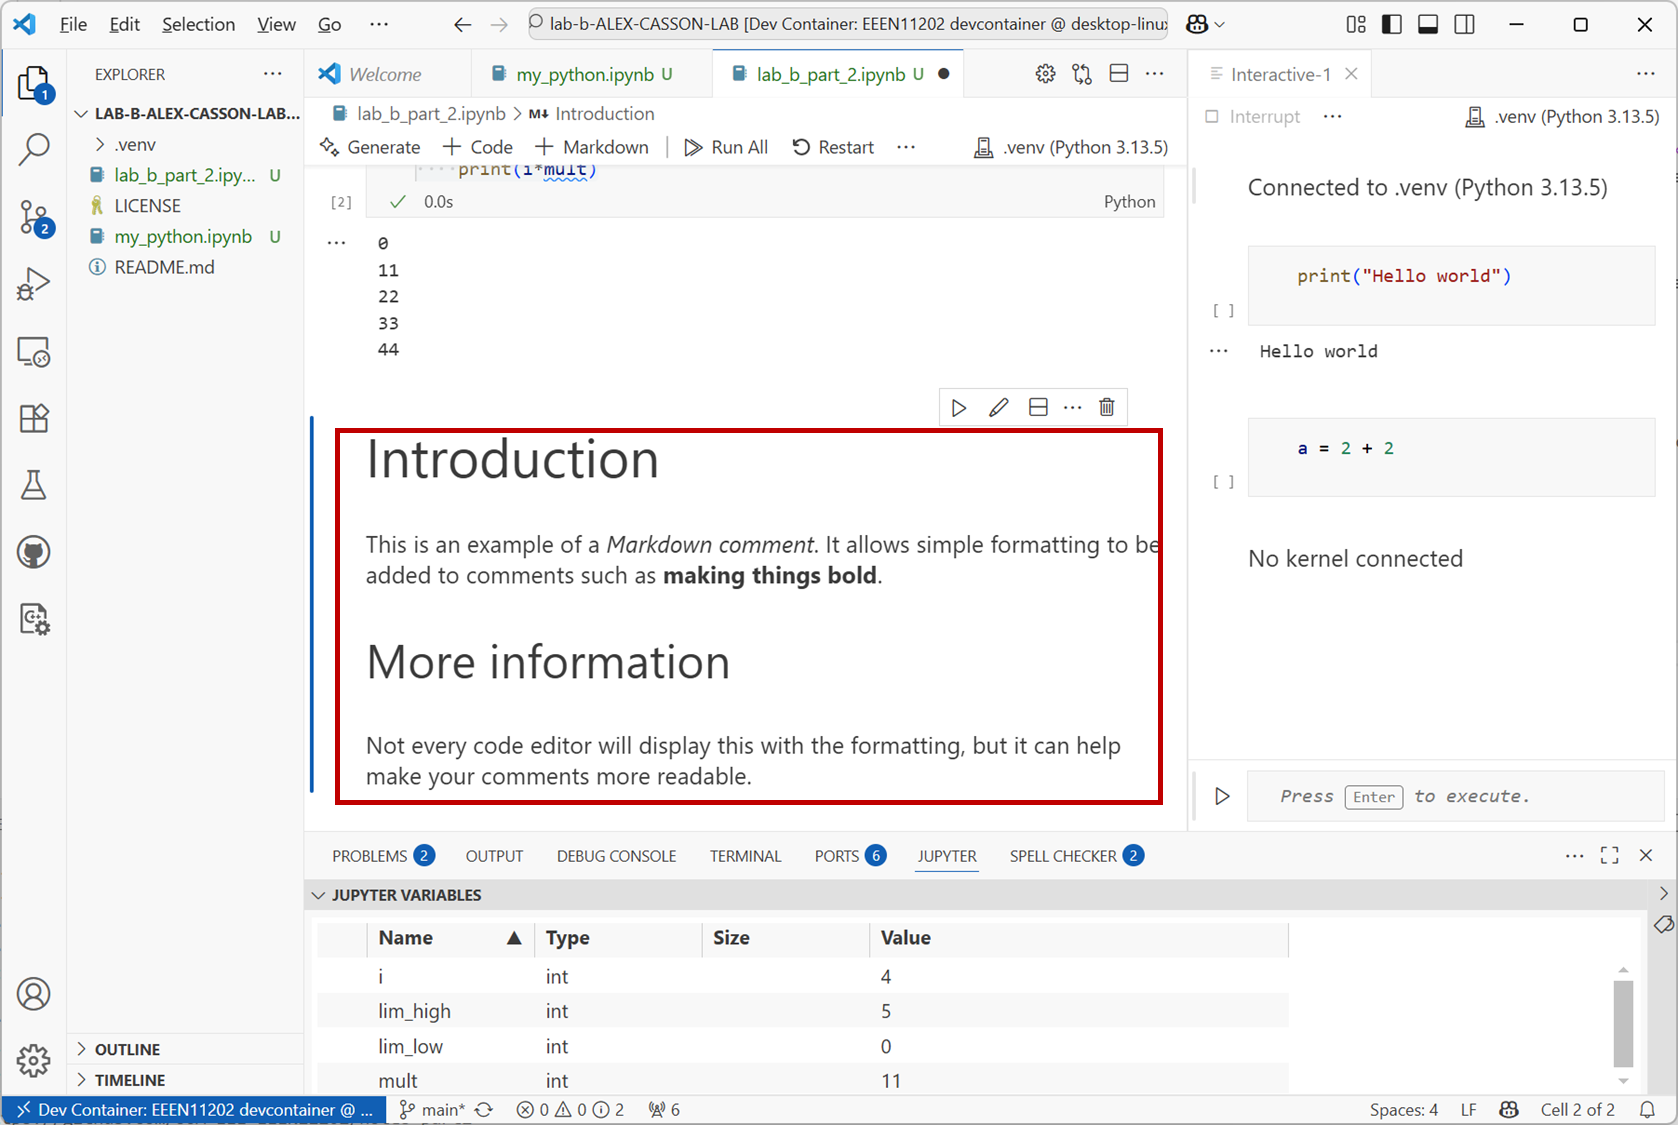 File Edit Selection View Go ··· lab-b-ALEX-CASSON-LAB [Dev Container: EEEN11202 devcontainer @ desktop-linux
EXPLORER ···
1
2
LAB-B-ALEX-CASSON-LAB...
.venv
lab_b_part_2.ipy... U
LICENSE
my_python.ipynb U
README.md
OUTLINE
TIMELINE
Welcome my_python.ipynb U lab_b_part_2.ipynb U ● ···
lab_b_part_2.ipynb > M↓ Introduction
Generate + Code + Markdown Run All Restart ··· .venv (Python 3.13.5)
print(i*mult)
[2] ✓ 0.0s Python
···
0
11
22
33
44
···
Introduction
This is an example of a Markdown comment. It allows simple formatting to be
added to comments such as making things bold.
More information
Not every code editor will display this with the formatting, but it can help
make your comments more readable.
Interactive-1 ···
Interrupt ··· .venv (Python 3.13.5)
Connected to .venv (Python 3.13.5)
print("Hello world")
[ ]
··· Hello world
a = 2 + 2
[ ]
No kernel connected
Press Enter to execute.
PROBLEMS 2 OUTPUT DEBUG CONSOLE TERMINAL PORTS 6 JUPYTER SPELL CHECKER 2 ···
JUPYTER VARIABLES
Name ▲ Type Size Value
i int 4
lim_high int 5
lim_low int 0
mult int 11
Dev Container: EEEN11202 devcontainer @ ... main* 0 0 2 6 Spaces: 4 LF Cell 2 of 2